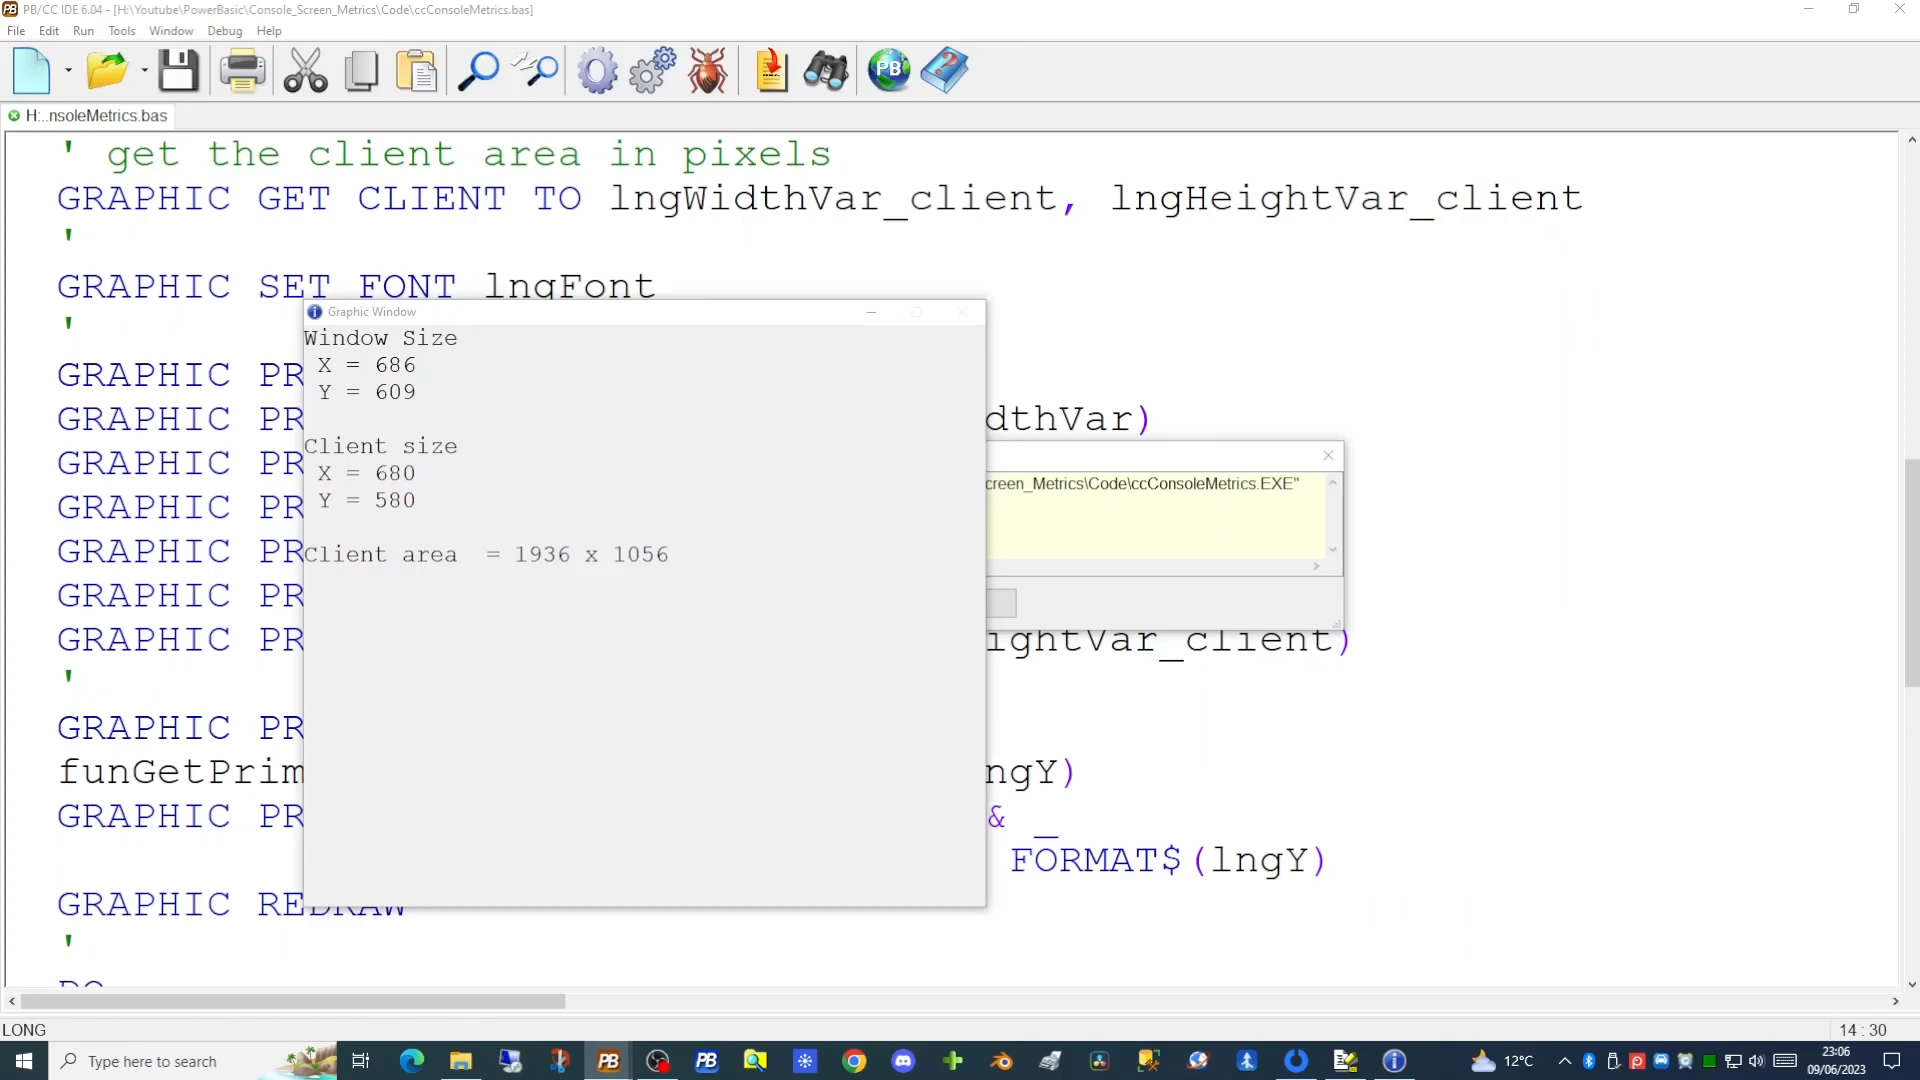 PB/CC IDE 6.04 - [H:\Youtube\PowerBasic\Console_Screen_Metrics\Code\ccConsoleMetrics.bas]
File Edit Run Tools Window Debug Help
H:..nsoleMetrics.bas
' get the client area in pixels
GRAPHIC GET CLIENT TO lngWidthVar_client, lngHeightVar_client
'
GRAPHIC SET FONT lngFont
'
Graphic Window
Window Size
X = 686
Y = 609
Client size
X = 680
Y = 580
Client area = 1936 x 1056
GRAPHIC PR
GRAPHIC PR dthVar)
GRAPHIC PR
creen_Metrics\Code\ccConsoleMetrics.EXE"
GRAPHIC PR
GRAPHIC PR
GRAPHIC PR
GRAPHIC PR ightVar_client)
'
GRAPHIC PR
funGetPrim ngY)
GRAPHIC PR & _
FORMAT$(lngY)
GRAPHIC REDRAW
'
DO
LONG
14 : 30
Type here to search
12°C
23:06
09/06/2023